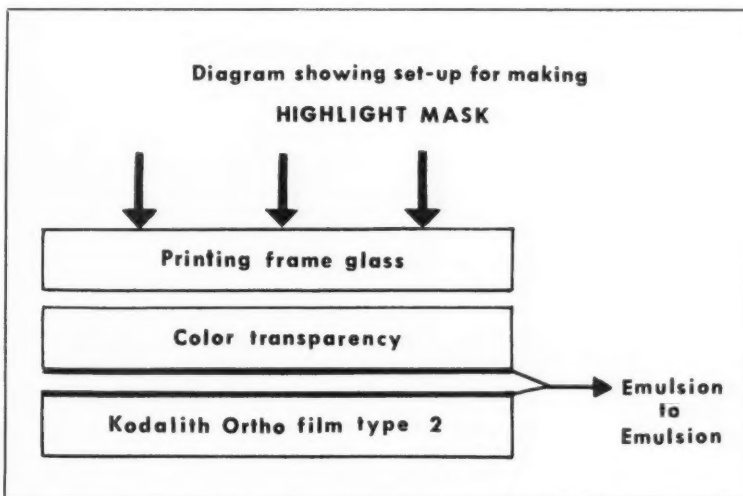 Diagram showing set-up for making
HIGHLIGHT MASK
Printing frame glass
Color transparency
Kodalith Ortho film type 2
Emulsion
to
Emulsion